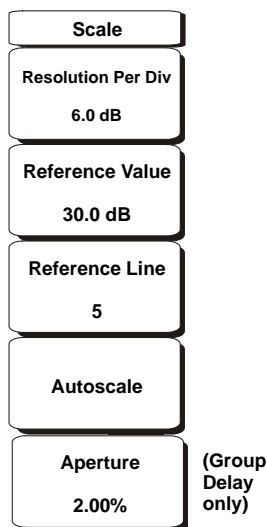 Scale
Resolution Per Div
6.0 dB
Reference Value
30.0 dB
Reference Line
5
Autoscale
Aperture
2.00%
(Group
Delay
only)